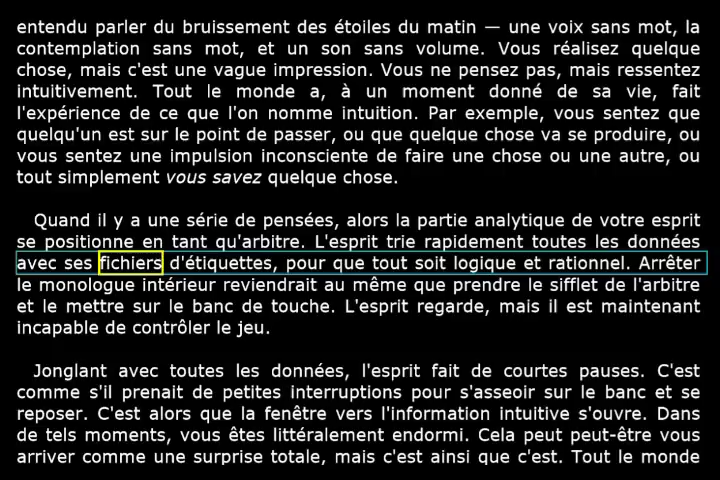 entendu parler du bruissement des étoiles du matin — une voix sans mot, la
contemplation sans mot, et un son sans volume. Vous réalisez quelque
chose, mais c'est une vague impression. Vous ne pensez pas, mais ressentez
intuitivement. Tout le monde a, à un moment donné de sa vie, fait
l'expérience de ce que l'on nomme intuition. Par exemple, vous sentez que
quelqu'un est sur le point de passer, ou que quelque chose va se produire, ou
vous sentez une impulsion inconsciente de faire une chose ou une autre, ou
tout simplement vous savez quelque chose.
Quand il y a une série de pensées, alors la partie analytique de votre esprit
se positionne en tant qu'arbitre. L'esprit trie rapidement toutes les données
avec ses fichiers d'étiquettes, pour que tout soit logique et rationnel. Arrêter
le monologue intérieur reviendrait au même que prendre le sifflet de l'arbitre
et le mettre sur le banc de touche. L'esprit regarde, mais il est maintenant
incapable de contrôler le jeu.
Jonglant avec toutes les données, l'esprit fait de courtes pauses. C'est
comme s'il prenait de petites interruptions pour s'asseoir sur le banc et se
reposer. C'est alors que la fenêtre vers l'information intuitive s'ouvre. Dans
de tels moments, vous êtes littéralement endormi. Cela peut peut-être vous
arriver comme une surprise totale, mais c'est ainsi que c'est. Tout le monde